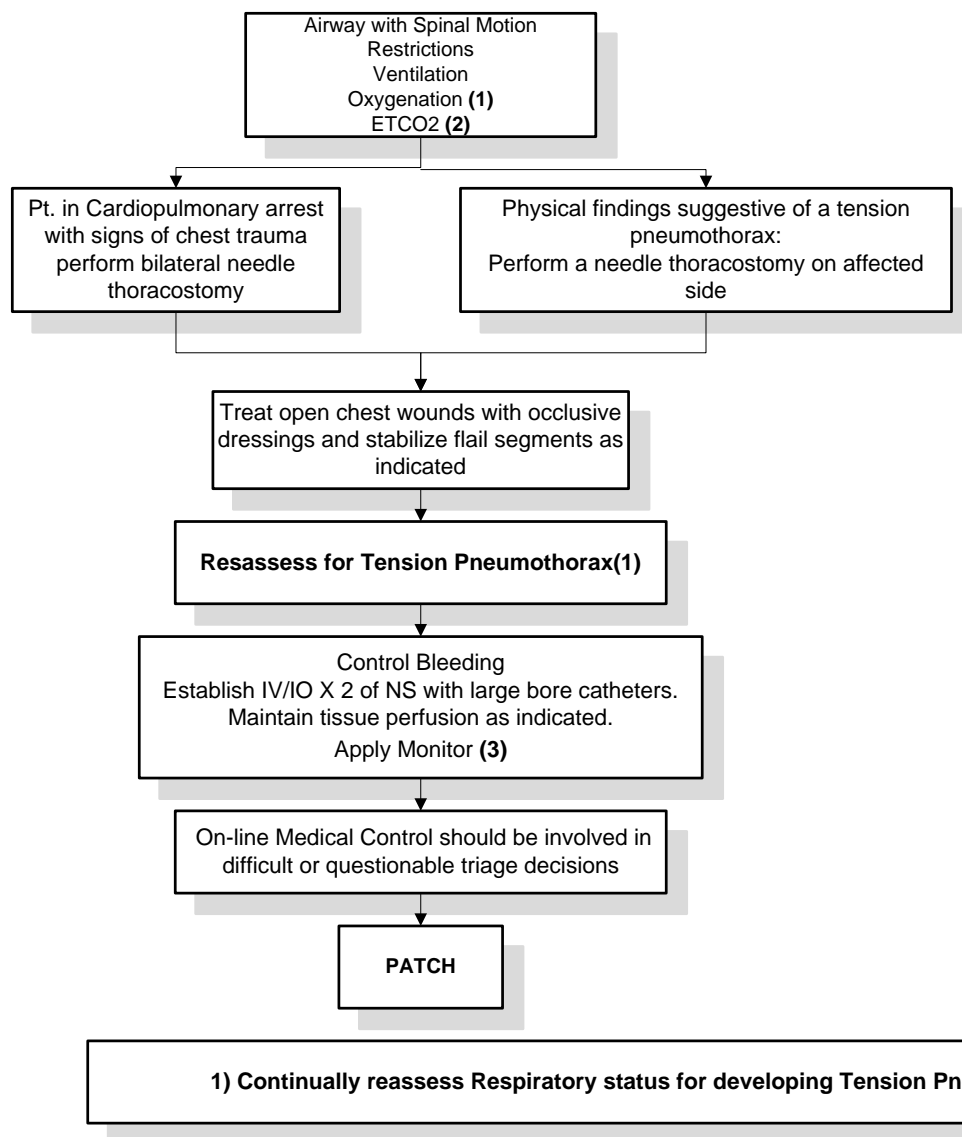 Airway with Spinal Motion
Restrictions
Ventilation
Oxygenation (1)
ETCO2 (2)
Pt. in Cardiopulmonary arrest
with signs of chest trauma
perform bilateral needle
thoracostomy
Physical findings suggestive of a tension
pneumothorax:
Perform a needle thoracostomy on affected
side
Treat open chest wounds with occlusive
dressings and stabilize flail segments as
indicated
Resassess for Tension Pneumothorax(1)
Control Bleeding
Establish IV/IO X 2 of NS with large bore catheters.
Maintain tissue perfusion as indicated.
Apply Monitor (3)
On-line Medical Control should be involved in
difficult or questionable triage decisions
PATCH
1) Continually reassess Respiratory status for developing Tension Pn